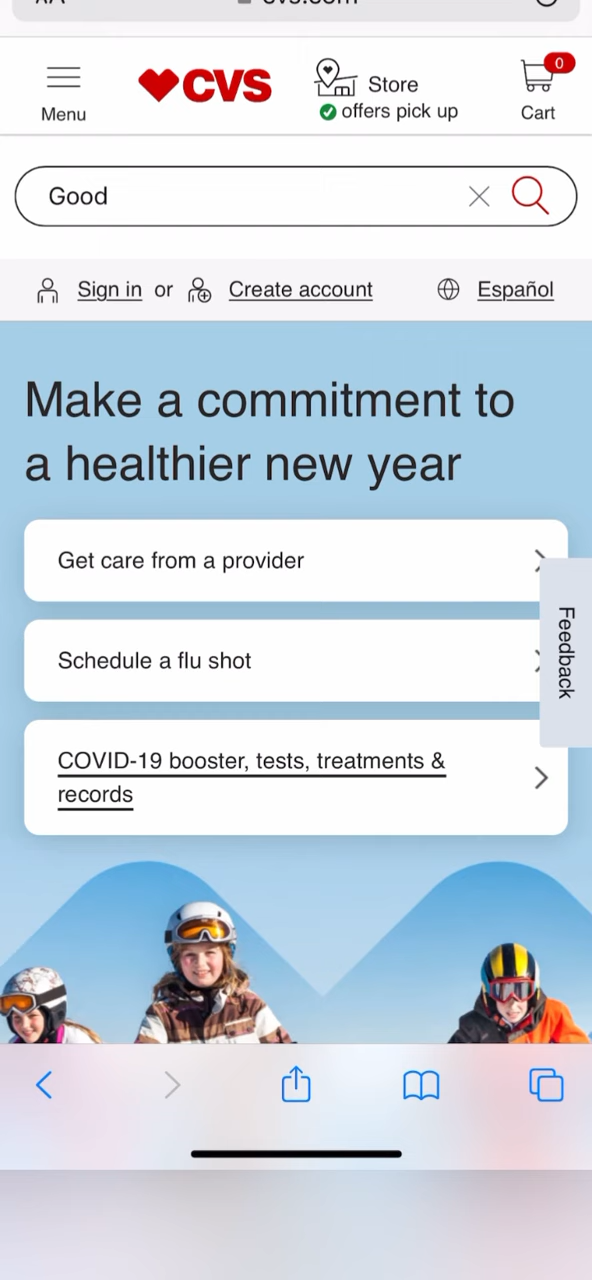 0
CVS
Store
Menu
offers pick up
Cart
Good
Sign in or Create account
Español
Make a commitment to
a healthier new year
Get care from a provider
Feedback
Schedule a flu shot
COVID-19 booster, tests, treatments &
records